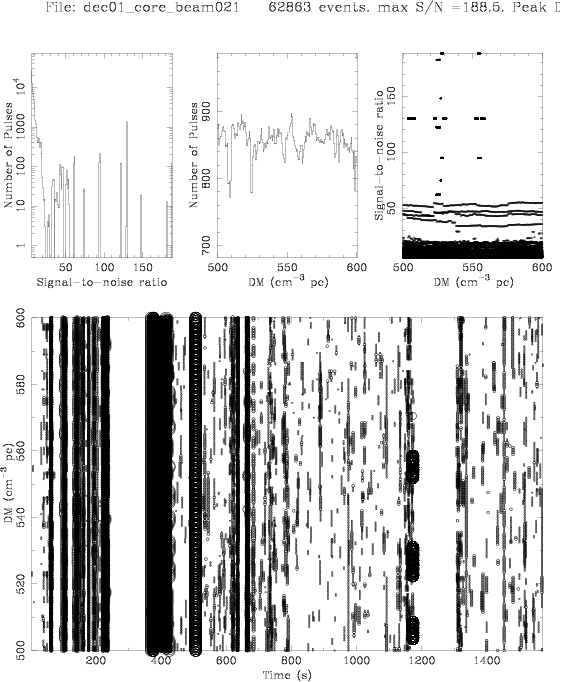 File: dec01_core_beam021 62863 events. max S/N =188.5. Peak D
Number of Pulses
1 10 100 1000 10⁴
50 100 150
Signal−to−noise ratio
Number of Pulses
700 800 900
500 550 600
DM (cm⁻³ pc)
Signal−to−noise ratio
50 100 150
500 550 600
DM (cm⁻³ pc)
DM (cm⁻³ pc)
500 520 540 560 580 600
200 400 600 800 1000 1200 1400
Time (s)